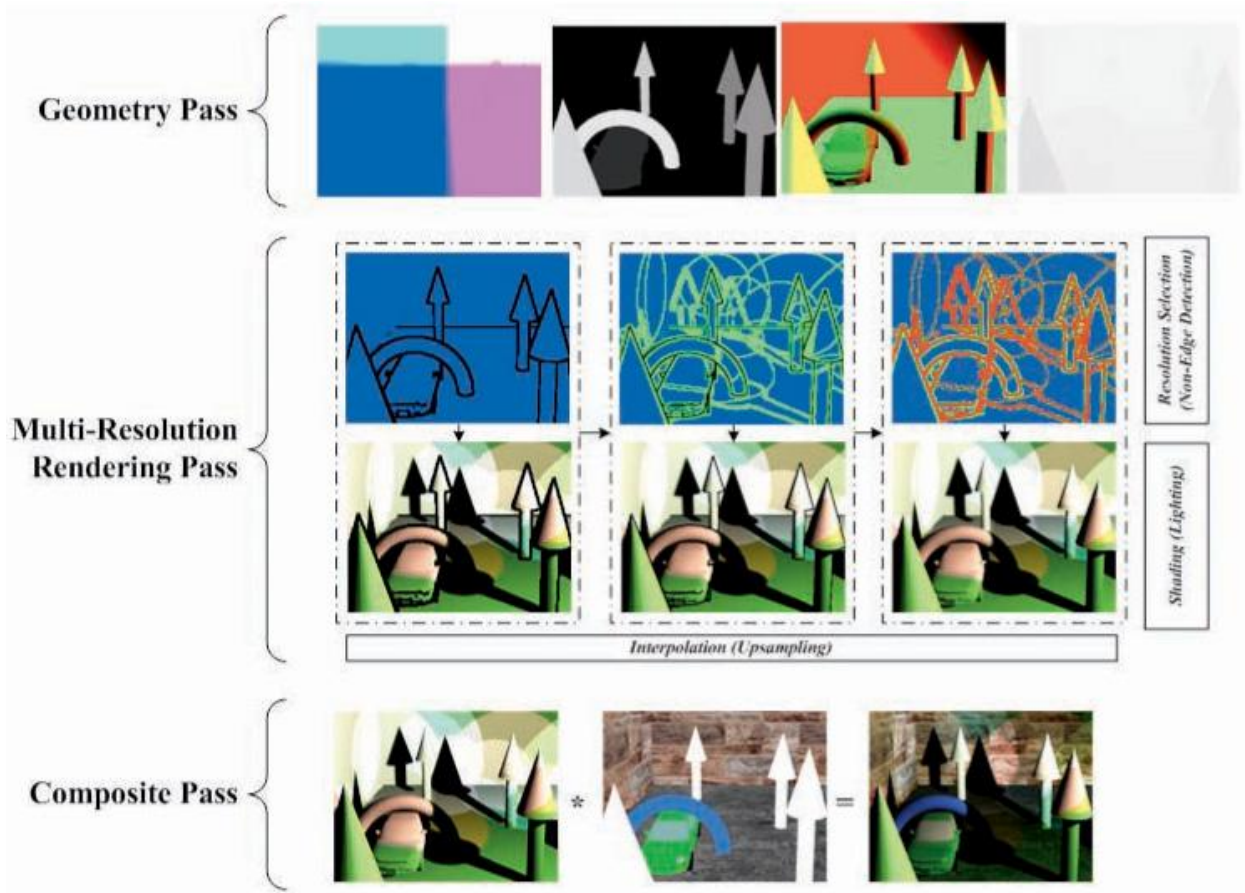 Geometry Pass
Multi-Resolution
Rendering Pass
Resolution Selection
(Non-Edge Detection)
Shading (Lighting)
Interpolation (Upsampling)
Composite Pass
*
=